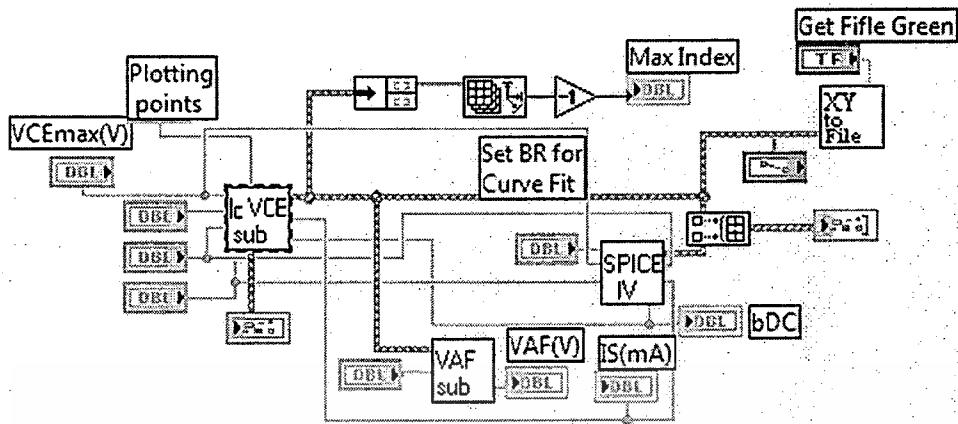 Get Fifle Green
TF
Plotting
points
Max Index
DBL
XY
to
File
VCEmax(V)
DBL
Set BR for
Curve Fit
DBL
Ic VCE
sub
DBL
DBL
DBL
SPICE
IV
DBL
bDC
VAF(V)
IS(mA)
DBL
VAF
sub
DBL
DBL
-1